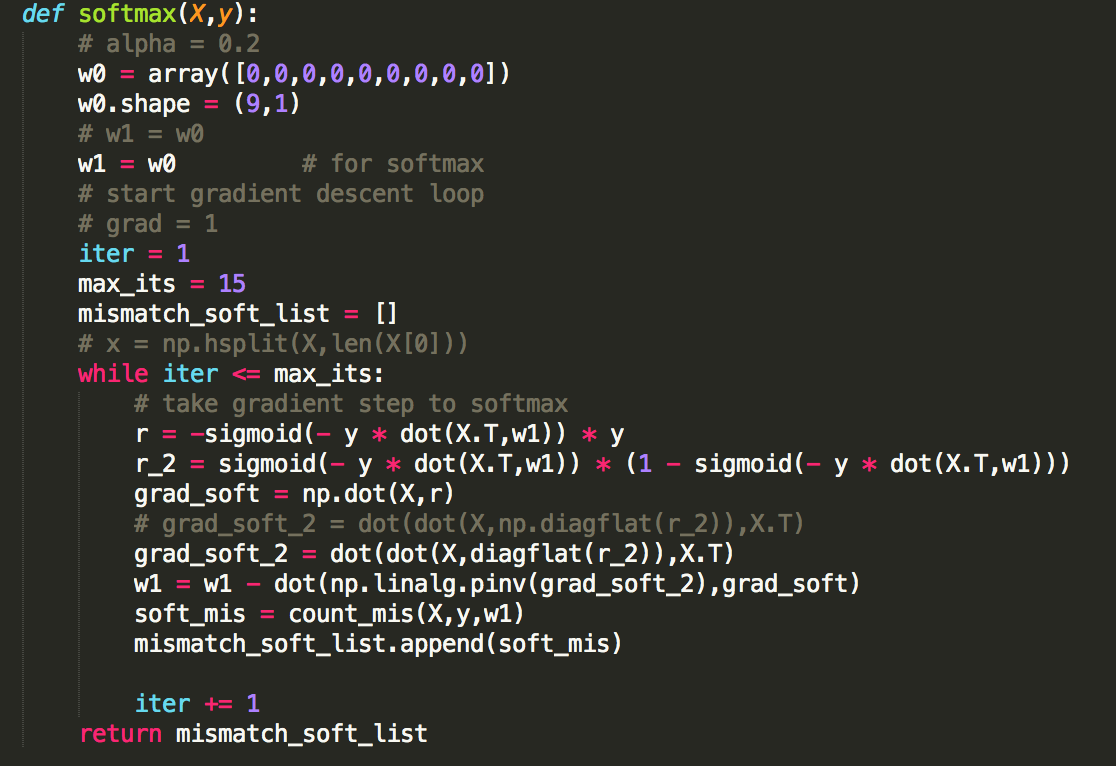 def softmax(X,y):
    # alpha = 0.2
    w0 = array([0,0,0,0,0,0,0,0,0])
    w0.shape = (9,1)
    # w1 = w0
    w1 = w0         # for softmax
    # start gradient descent loop
    # grad = 1
    iter = 1
    max_its = 15
    mismatch_soft_list = []
    # x = np.hsplit(X,len(X[0]))
    while iter <= max_its:
        # take gradient step to softmax
        r = -sigmoid(- y * dot(X.T,w1)) * y
        r_2 = sigmoid(- y * dot(X.T,w1)) * (1 - sigmoid(- y * dot(X.T,w1)))
        grad_soft = np.dot(X,r)
        # grad_soft_2 = dot(dot(X,np.diagflat(r_2)),X.T)
        grad_soft_2 = dot(dot(X,diagflat(r_2)),X.T)
        w1 = w1 - dot(np.linalg.pinv(grad_soft_2),grad_soft)
        soft_mis = count_mis(X,y,w1)
        mismatch_soft_list.append(soft_mis)

        iter += 1
    return mismatch_soft_list